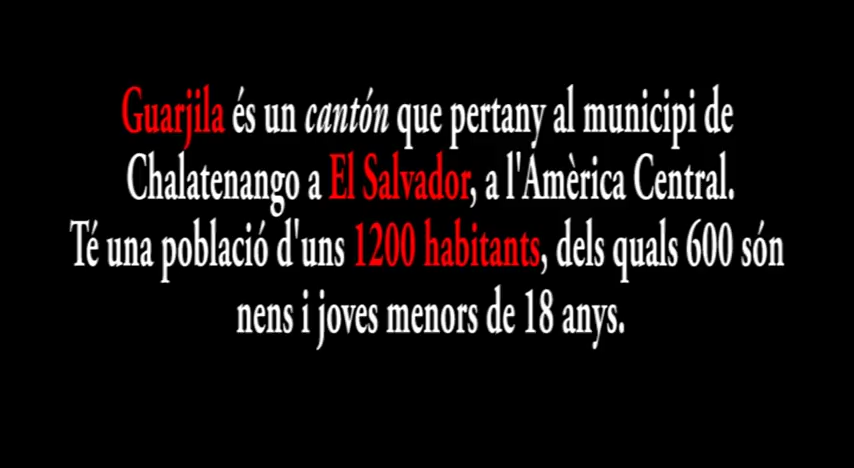 Guarjila és un cantón que pertany al municipi de
Chalatenango a El Salvador, a l'Amèrica Central.
Té una població d'uns 1200 habitants, dels quals 600 són
nens i joves menors de 18 anys.